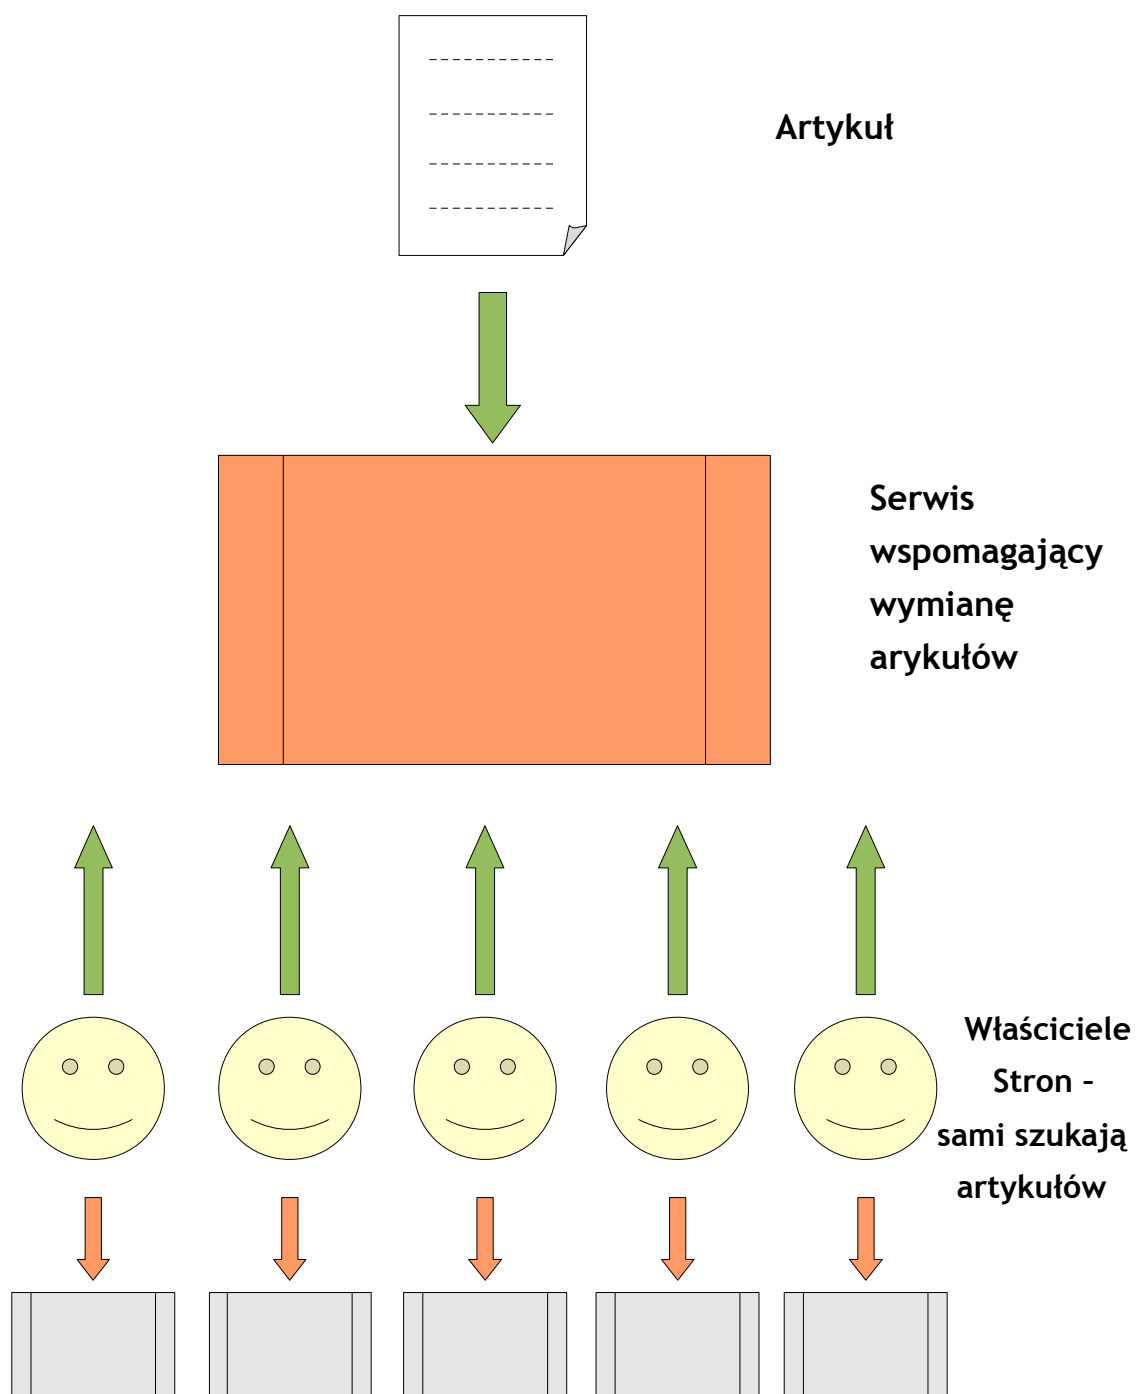 Artykuł
Serwis
wspomagający
wymianę
arykułów
Właściciele
Stron -
sami szukają
artykułów